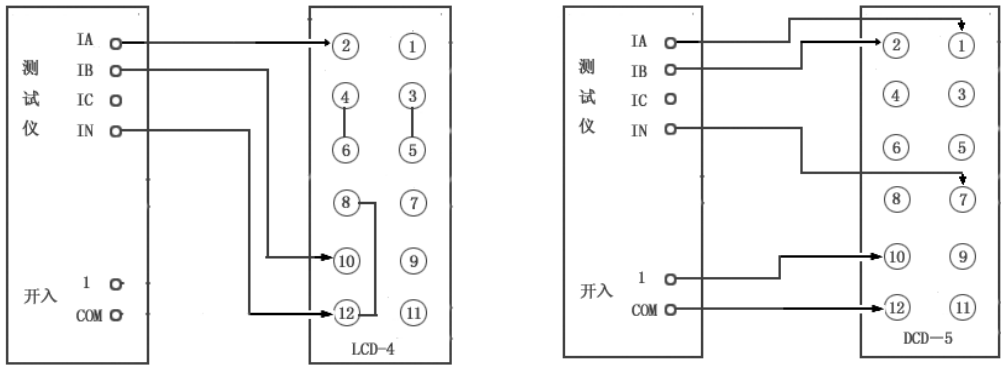 IA
IB
IC
IN
测
试
仪
开入
1
COM
② ①
④ ③
⑥ ⑤
⑧ ⑦
⑩ ⑨
⑫ ⑪
LCD-4
IA
IB
IC
IN
测
试
仪
开入
1
COM
② ①
④ ③
⑥ ⑤
⑧ ⑦
⑩ ⑨
⑫ ⑪
DCD-5